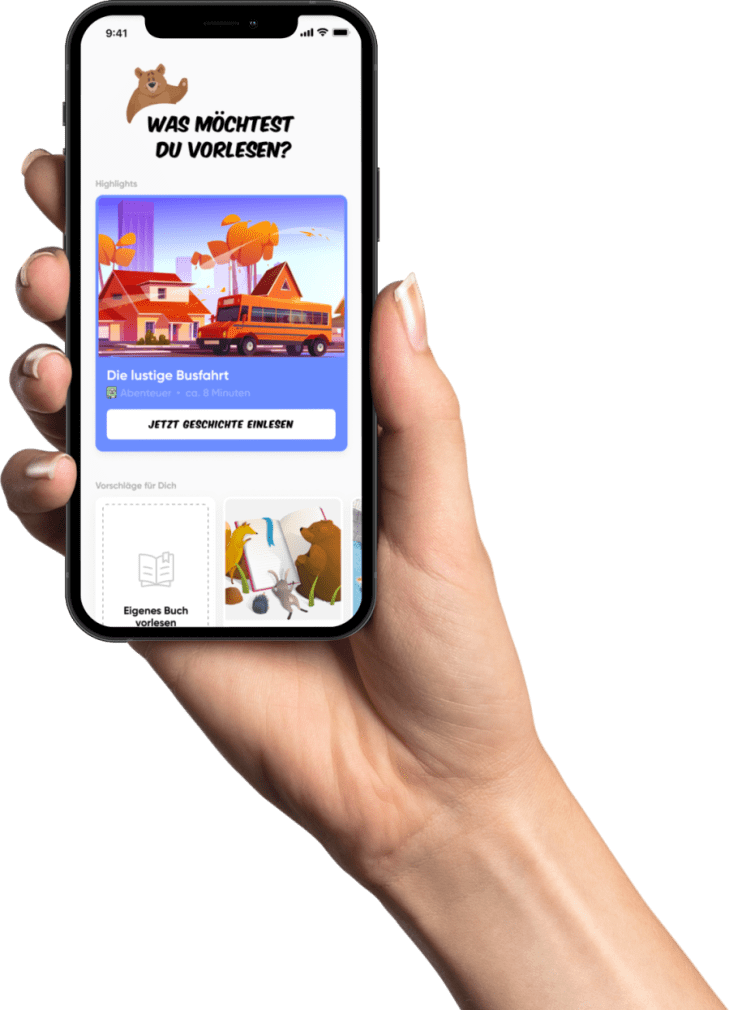 9:41
WAS MÖCHTEST
DU VORLESEN?
Highlights
Die lustige Busfahrt
Abenteuer • ca. 8 Minuten
JETZT GESCHICHTE EINLESEN
Vorschläge für Dich
Eigenes Buch
vorlesen